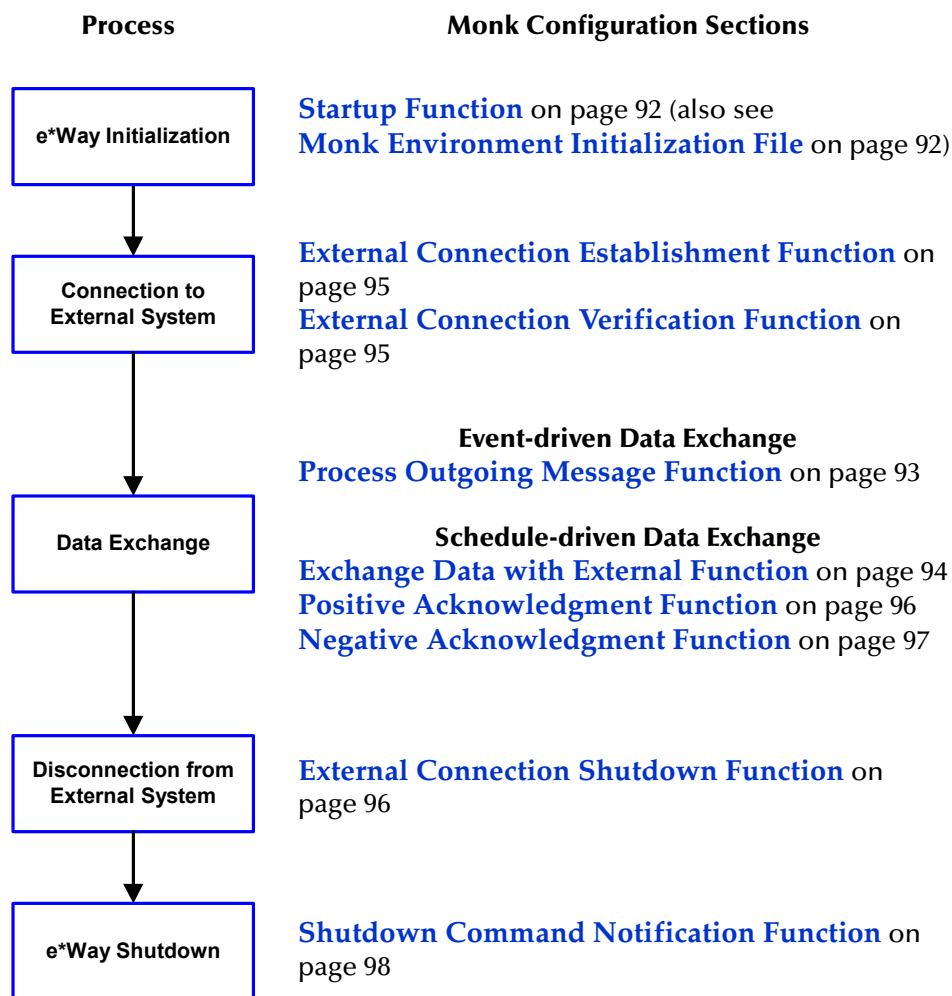 Process
Monk Configuration Sections
e*Way Initialization
Startup Function on page 92 (also see
Monk Environment Initialization File on page 92)
Connection to
External System
External Connection Establishment Function on
page 95
External Connection Verification Function on
page 95
Data Exchange
Event-driven Data Exchange
Process Outgoing Message Function on page 93
Schedule-driven Data Exchange
Exchange Data with External Function on page 94
Positive Acknowledgment Function on page 96
Negative Acknowledgment Function on page 97
Disconnection from
External System
External Connection Shutdown Function on
page 96
e*Way Shutdown
Shutdown Command Notification Function on
page 98